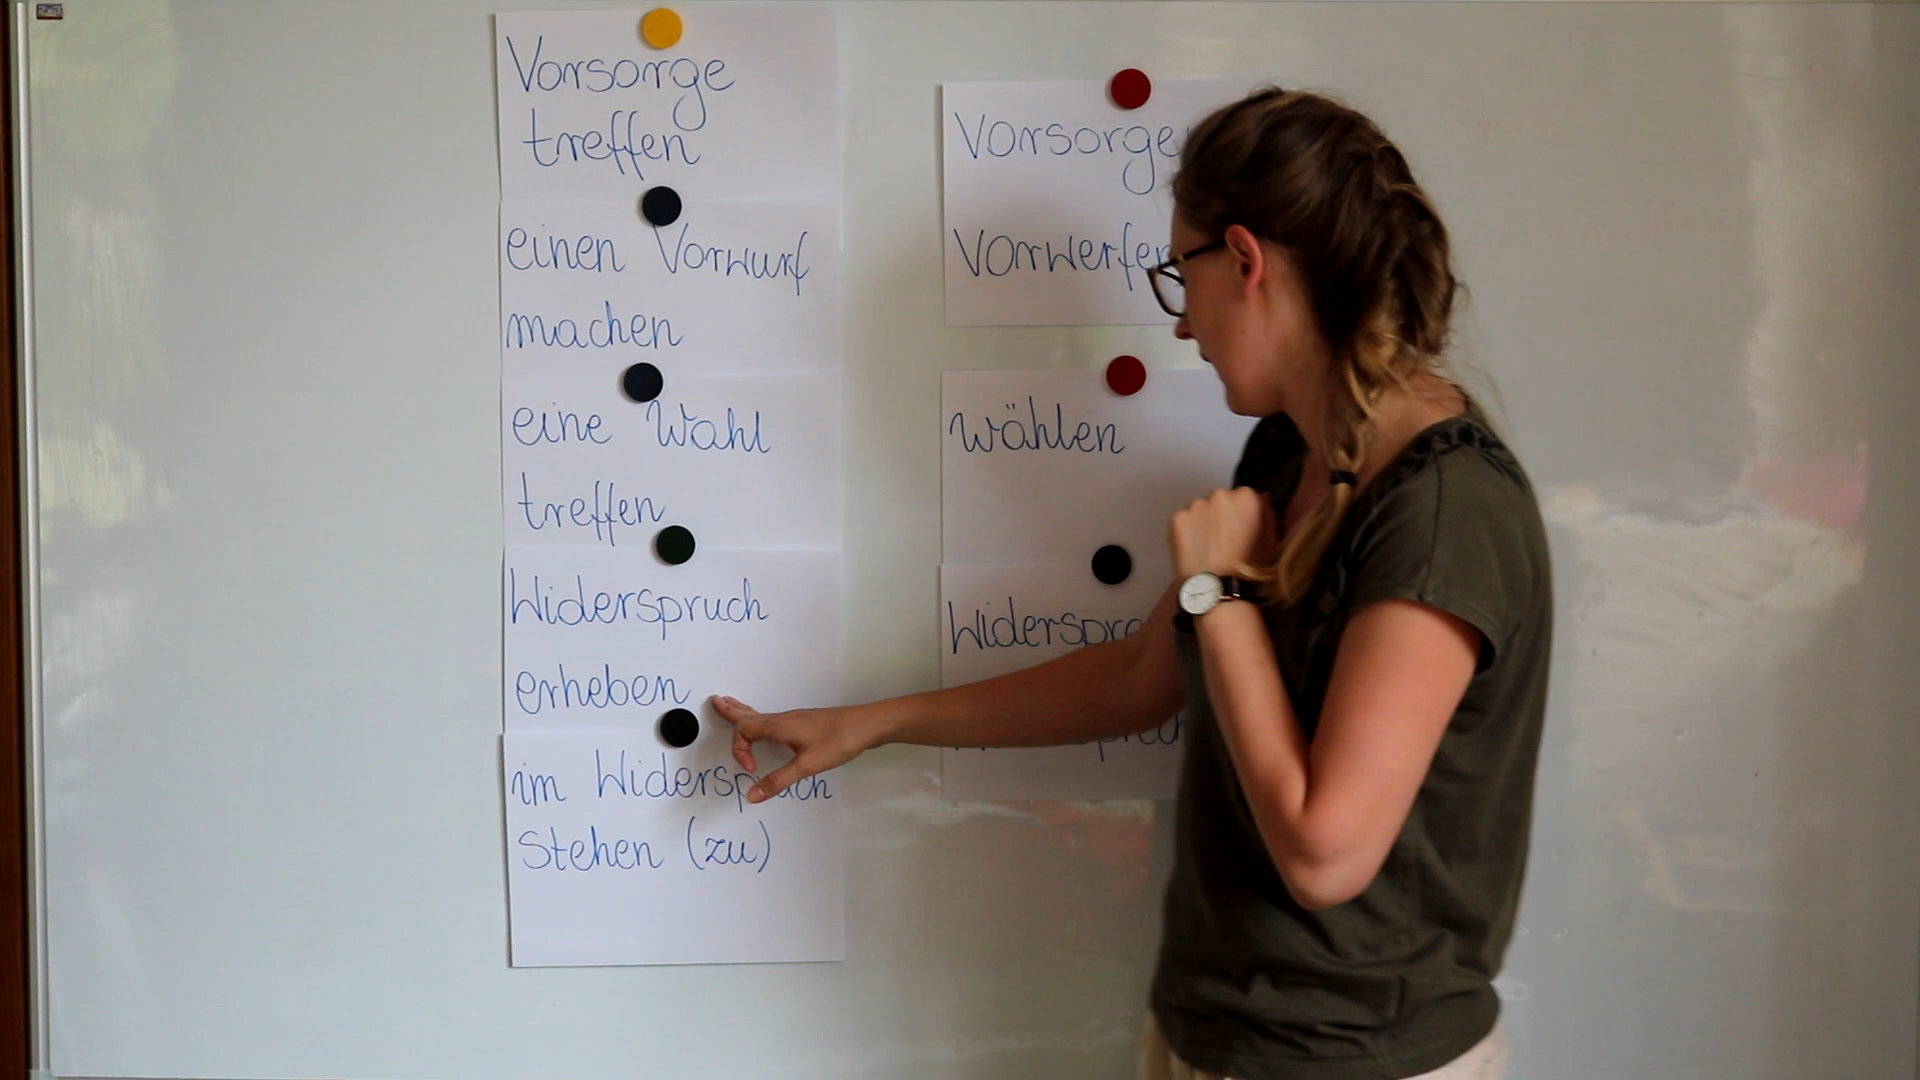 Vorsorge
treffen
einen Vorwurf
machen
eine Wahl
treffen
Widerspruch
erheben
im Widerspruch
stehen (zu)
Vorsorge
vorwerfen
wählen